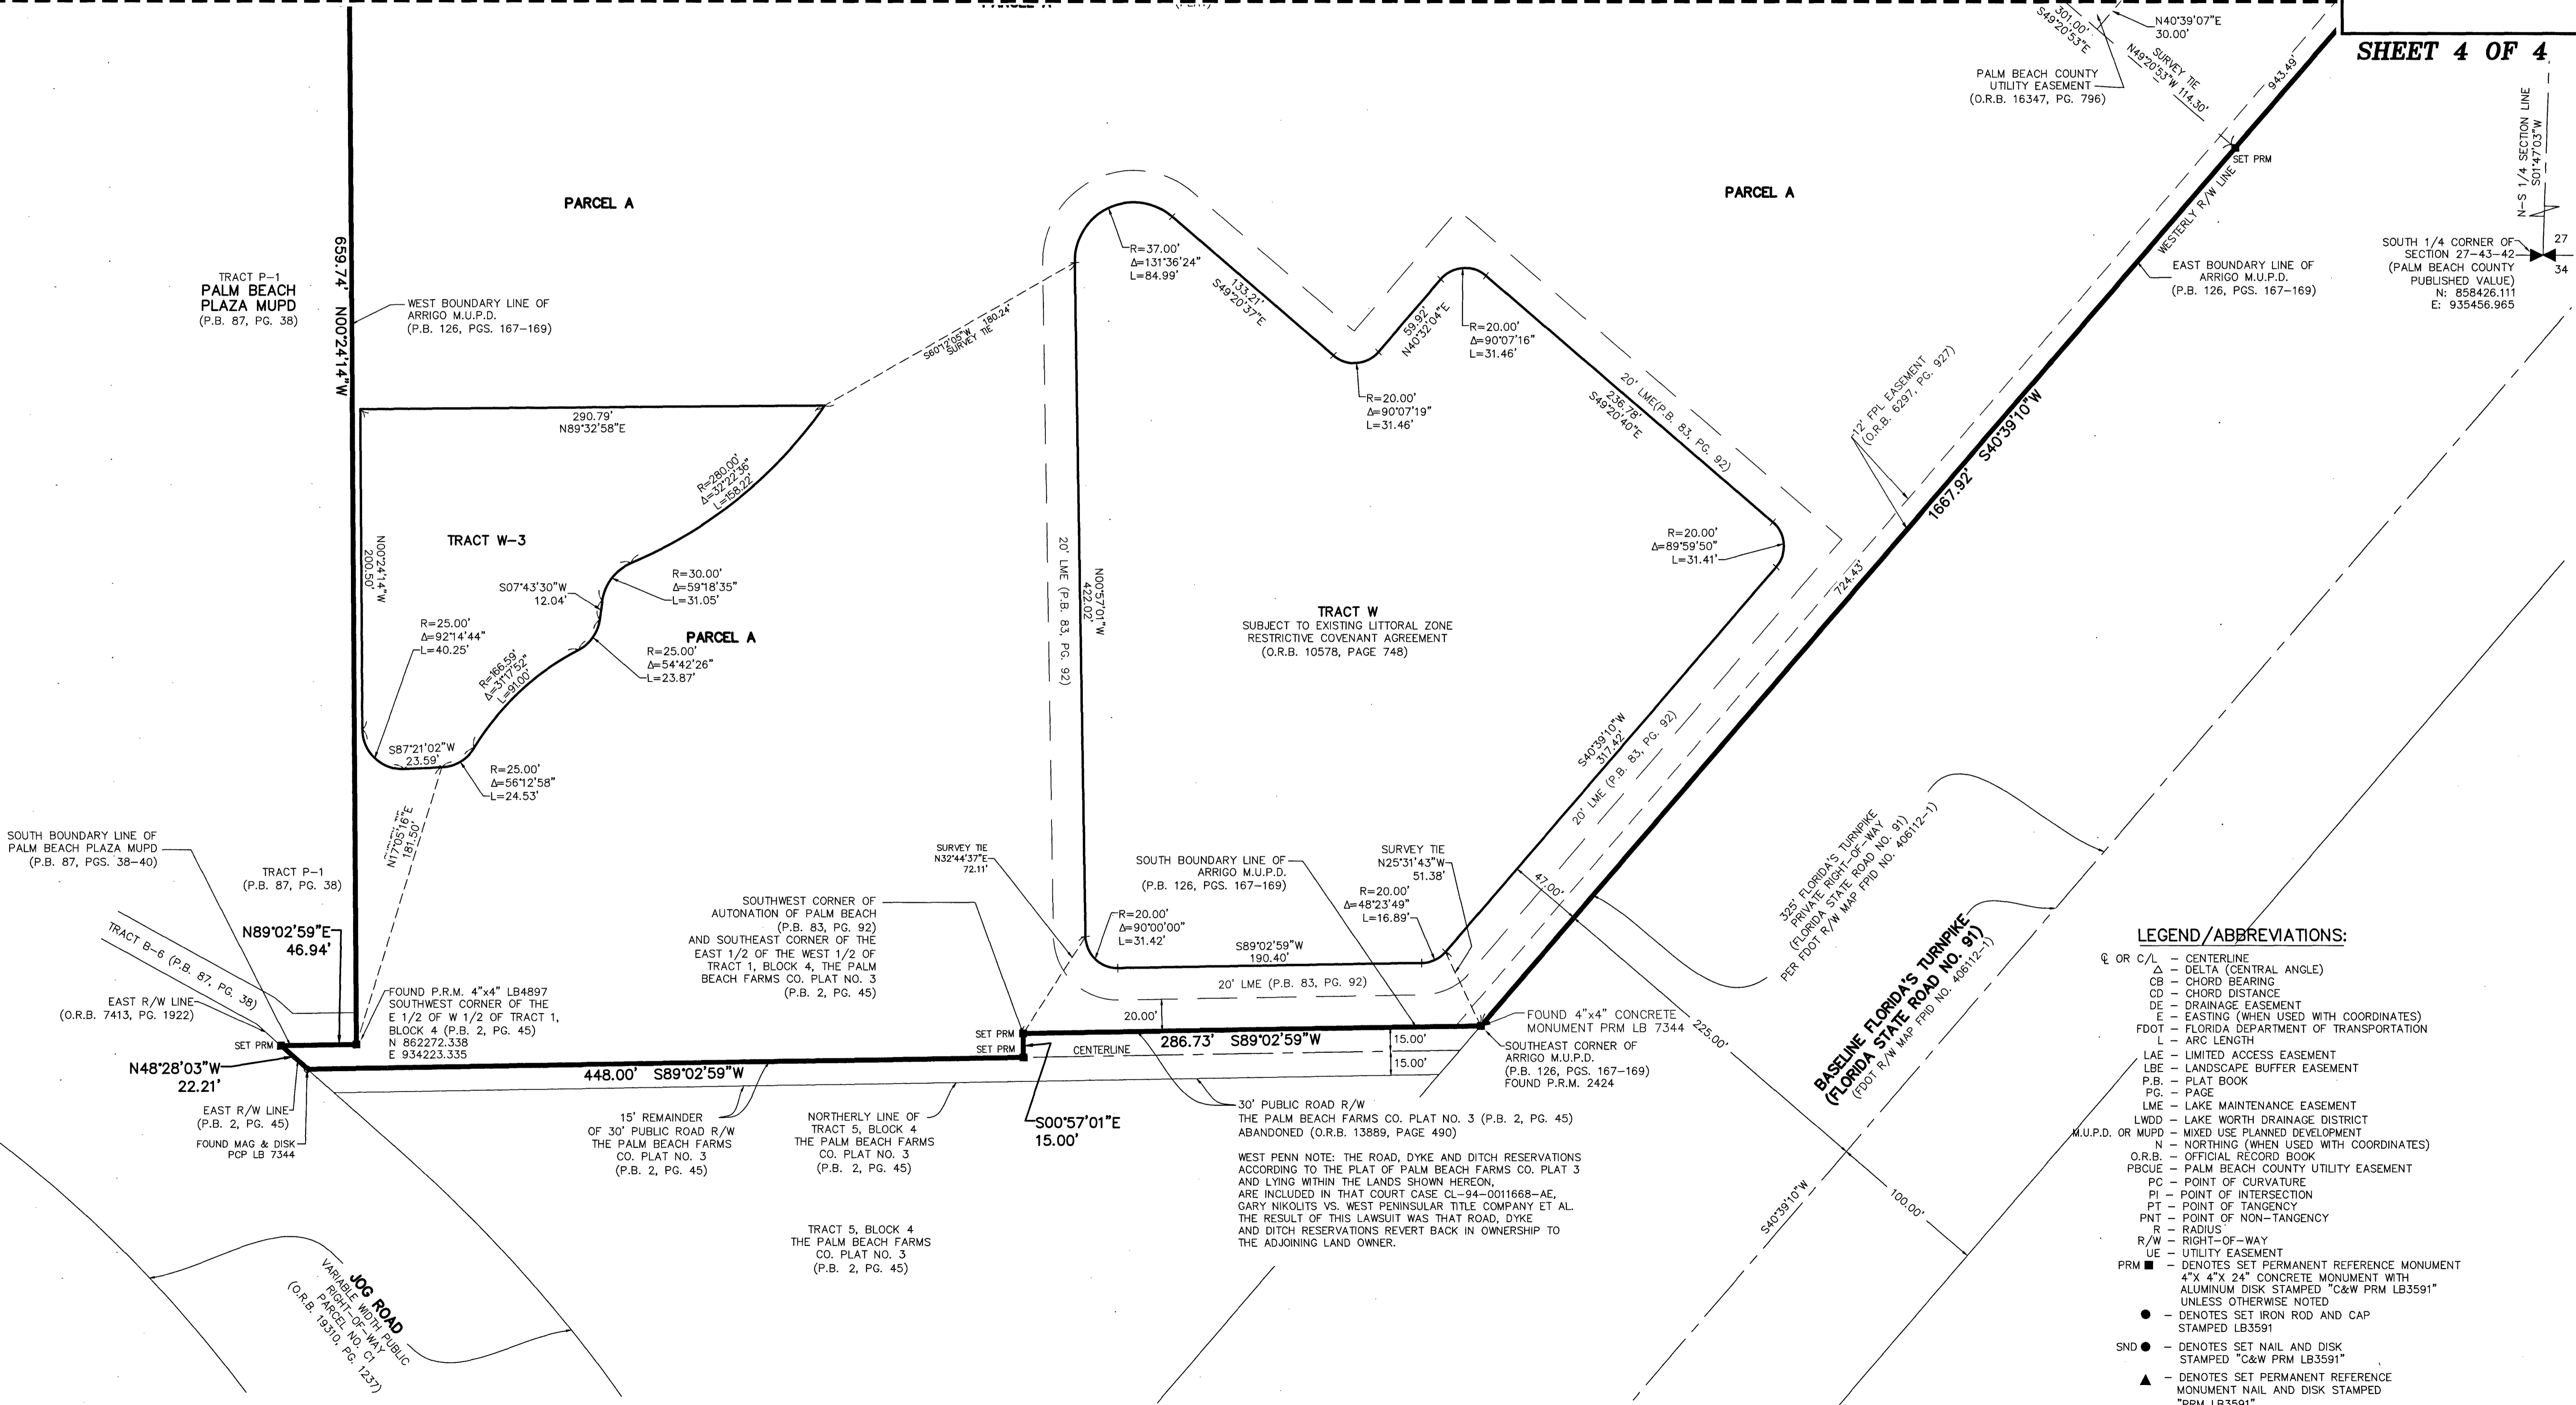 SHEET 4 OF 4
PARCEL A
N40°39'07"E
30.00'
301.00'
S49°20'53"E
SURVEY TIE
N49°20'53"W 114.30'
PALM BEACH COUNTY
UTILITY EASEMENT
(O.R.B. 16347, PG. 796)
943.49'
SET PRM
WESTERLY R/W LINE
N-S 1/4 SECTION LINE
S01°47'03"W
SOUTH 1/4 CORNER OF
SECTION 27-43-42
(PALM BEACH COUNTY
PUBLISHED VALUE)
N: 858426.111
E: 935456.965
27
34
EAST BOUNDARY LINE OF
ARRIGO M.U.P.D.
(P.B. 126, PGS. 167-169)
PARCEL A
PARCEL A
659.74' N00°24'14"W
TRACT P-1
PALM BEACH
PLAZA MUPD
(P.B. 87, PG. 38)
WEST BOUNDARY LINE OF
ARRIGO M.U.P.D.
(P.B. 126, PGS. 167-169)
R=37.00'
Δ=131°36'24"
L=84.99'
133.21'
S49°20'37"E
59.92'
N40°32'04"E
R=20.00'
Δ=90°07'16"
L=31.46'
R=20.00'
Δ=90°07'19"
L=31.46'
S60°12'05"W 180.24'
SURVEY TIE
20' LME(P.B. 83, PG. 92)
236.78'
S49°20'40"E
12' FPL EASEMENT
(O.R.B. 6297, PG. 927)
1667.92' S40°39'10"W
724.43'
290.79'
N89°32'58"E
R=280.00'
Δ=32°22'36"
L=158.22'
TRACT W-3
N00°24'14"W
200.50'
S07°43'30"W
12.04'
R=30.00'
Δ=59°18'35"
L=31.05'
R=25.00'
Δ=92°14'44"
L=40.25'
PARCEL A
R=25.00'
Δ=54°42'26"
L=23.87'
R=166.59'
Δ=31°17'52"
L=91.00'
S87°21'02"W
23.59'
R=25.00'
Δ=56°12'58"
L=24.53'
N17°05'16"E
181.50'
20' LME (P.B. 83, PG. 92)
N00°57'01"W
422.02'
R=20.00'
Δ=89°59'50"
L=31.41'
TRACT W
SUBJECT TO EXISTING LITTORAL ZONE
RESTRICTIVE COVENANT AGREEMENT
(O.R.B. 10578, PAGE 748)
S40°39'10"W
317.42'
20' LME (P.B. 83, PG. 92)
SOUTH BOUNDARY LINE OF
PALM BEACH PLAZA MUPD
(P.B. 87, PGS. 38-40)
TRACT P-1
(P.B. 87, PG. 38)
TRACT B-6 (P.B. 87, PG. 38)
N89°02'59"E
46.94'
EAST R/W LINE
(O.R.B. 7413, PG. 1922)
SET PRM
N48°28'03"W
22.21'
FOUND P.R.M. 4"x4" LB4897
SOUTHWEST CORNER OF THE
E 1/2 OF W 1/2 OF TRACT 1,
BLOCK 4 (P.B. 2, PG. 45)
N 862272.338
E 934223.335
EAST R/W LINE
(P.B. 2, PG. 45)
FOUND MAG & DISK
PCP LB 7344
448.00' S89°02'59"W
SOUTHWEST CORNER OF
AUTONATION OF PALM BEACH
(P.B. 83, PG. 92)
AND SOUTHEAST CORNER OF THE
EAST 1/2 OF THE WEST 1/2 OF
TRACT 1, BLOCK 4, THE PALM
BEACH FARMS CO. PLAT NO. 3
(P.B. 2, PG. 45)
SURVEY TIE
N32°44'37"E
72.11'
R=20.00'
Δ=90°00'00"
L=31.42'
SOUTH BOUNDARY LINE OF
ARRIGO M.U.P.D.
(P.B. 126, PGS. 167-169)
SURVEY TIE
N25°31'43"W
51.38'
R=20.00'
Δ=48°23'49"
L=16.89'
S89°02'59"W
190.40'
20' LME (P.B. 83, PG. 92)
20.00'
47.00'
SET PRM
SET PRM
CENTERLINE
286.73' S89°02'59"W
15.00'
15.00'
S00°57'01"E
15.00'
FOUND 4"x4" CONCRETE
MONUMENT PRM LB 7344
SOUTHEAST CORNER OF
ARRIGO M.U.P.D.
(P.B. 126, PGS. 167-169)
FOUND P.R.M. 2424
225.00'
100.00'
S40°39'10"W
325' FLORIDA'S TURNPIKE
PRIVATE RIGHT-OF-WAY
(FLORIDA STATE ROAD NO. 91)
PER FDOT R/W MAP FPID NO. 406112-1)
BASELINE FLORIDA'S TURNPIKE
(FLORIDA STATE ROAD NO. 91)
(FDOT R/W MAP FPID NO. 406112-1)
15' REMAINDER
OF 30' PUBLIC ROAD R/W
THE PALM BEACH FARMS
CO. PLAT NO. 3
(P.B. 2, PG. 45)
NORTHERLY LINE OF
TRACT 5, BLOCK 4
THE PALM BEACH FARMS
CO. PLAT NO. 3
(P.B. 2, PG. 45)
TRACT 5, BLOCK 4
THE PALM BEACH FARMS
CO. PLAT NO. 3
(P.B. 2, PG. 45)
30' PUBLIC ROAD R/W
THE PALM BEACH FARMS CO. PLAT NO. 3 (P.B. 2, PG. 45)
ABANDONED (O.R.B. 13889, PAGE 490)
WEST PENN NOTE: THE ROAD, DYKE AND DITCH RESERVATIONS
ACCORDING TO THE PLAT OF PALM BEACH FARMS CO. PLAT 3
AND LYING WITHIN THE LANDS SHOWN HEREON,
ARE INCLUDED IN THAT COURT CASE CL-94-0011668-AE,
GARY NIKOLITS VS. WEST PENINSULAR TITLE COMPANY ET AL.
THE RESULT OF THIS LAWSUIT WAS THAT ROAD, DYKE
AND DITCH RESERVATIONS REVERT BACK IN OWNERSHIP TO
THE ADJOINING LAND OWNER.
JOG ROAD
VARIABLE WIDTH PUBLIC
RIGHT-OF-WAY
PARCEL NO. C1
(O.R.B. 19310, PG. 1237)
LEGEND/ABBREVIATIONS:
℄ OR C/L - CENTERLINE
Δ - DELTA (CENTRAL ANGLE)
CB - CHORD BEARING
CD - CHORD DISTANCE
DE - DRAINAGE EASEMENT
E - EASTING (WHEN USED WITH COORDINATES)
FDOT - FLORIDA DEPARTMENT OF TRANSPORTATION
L - ARC LENGTH
LAE - LIMITED ACCESS EASEMENT
LBE - LANDSCAPE BUFFER EASEMENT
P.B. - PLAT BOOK
PG. - PAGE
LME - LAKE MAINTENANCE EASEMENT
LWDD - LAKE WORTH DRAINAGE DISTRICT
M.U.P.D. OR MUPD - MIXED USE PLANNED DEVELOPMENT
N - NORTHING (WHEN USED WITH COORDINATES)
O.R.B. - OFFICIAL RECORD BOOK
PBCUE - PALM BEACH COUNTY UTILITY EASEMENT
PC - POINT OF CURVATURE
PI - POINT OF INTERSECTION
PT - POINT OF TANGENCY
PNT - POINT OF NON-TANGENCY
R - RADIUS
R/W - RIGHT-OF-WAY
UE - UTILITY EASEMENT
PRM ■ - DENOTES SET PERMANENT REFERENCE MONUMENT
4"X 4"X 24" CONCRETE MONUMENT WITH
ALUMINUM DISK STAMPED "C&W PRM LB3591"
UNLESS OTHERWISE NOTED
● - DENOTES SET IRON ROD AND CAP
STAMPED LB3591
SND ● - DENOTES SET NAIL AND DISK
STAMPED "C&W PRM LB3591"
▲ - DENOTES SET PERMANENT REFERENCE
MONUMENT NAIL AND DISK STAMPED
"PRM LB3591"